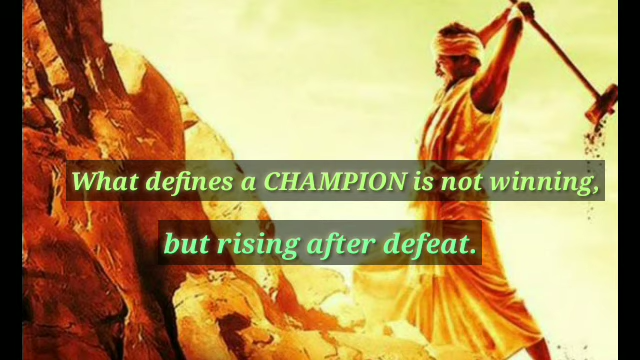 What defines a CHAMPION is not winning,
but rising after defeat.